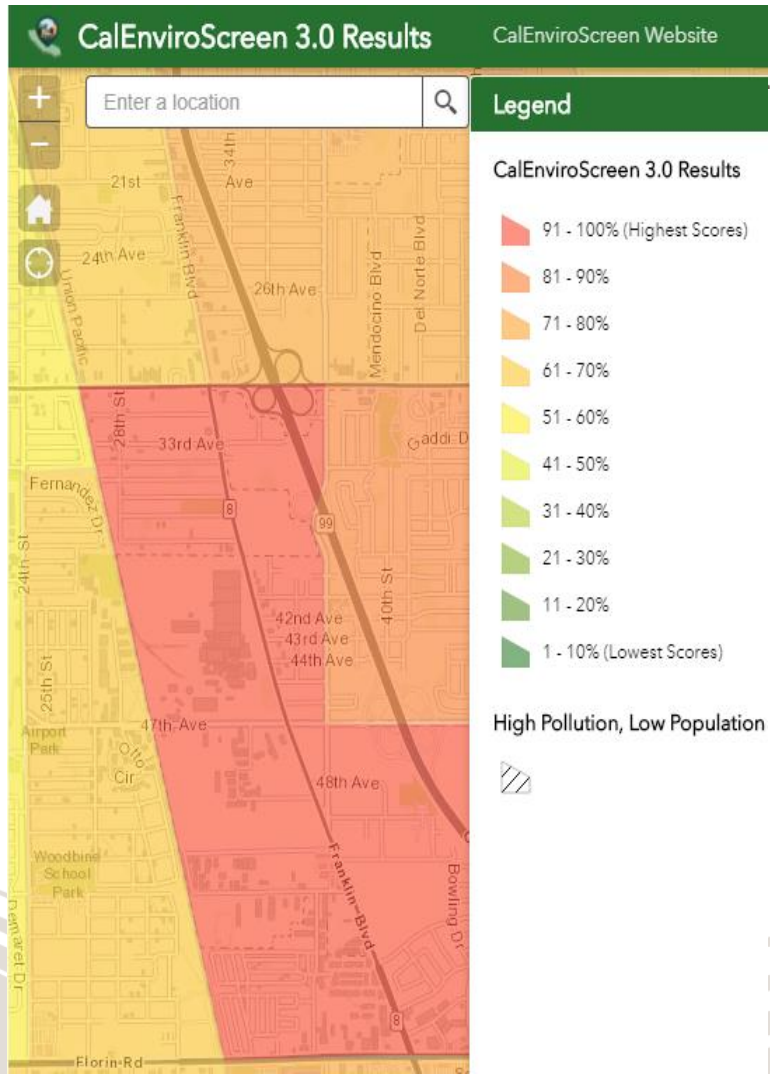 CalEnviroScreen 3.0 Results
CalEnviroScreen Website
+
Enter a location
−
34th
21st
Ave
Franklin Blvd
24th Ave
Union Pacific
26th Ave
Mendocino Blvd
Del Norte Blvd
28th St
33rd Ave
Gaddi D
Fernandez Dr
8
99
24th St
40th St
42nd Ave
43rd Ave
44th Ave
25th St
47th Ave
Airport
Park
Otto
Cir
48th Ave
Woodbine
School
Park
Franklin Blvd
Bowling Dr
Demaret Dr
8
Florin Rd
Legend
CalEnviroScreen 3.0 Results
91 - 100% (Highest Scores)
81 - 90%
71 - 80%
61 - 70%
51 - 60%
41 - 50%
31 - 40%
21 - 30%
11 - 20%
1 - 10% (Lowest Scores)
High Pollution, Low Population